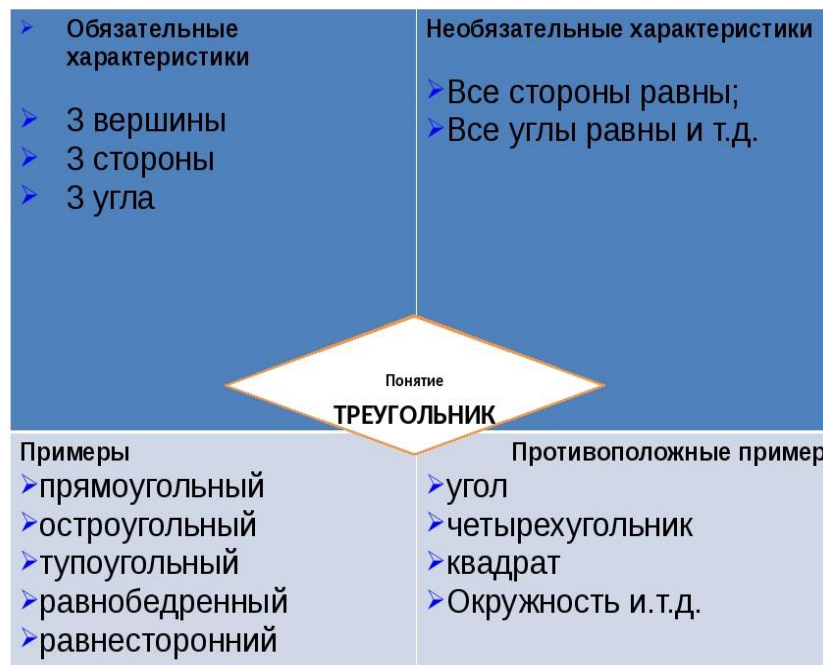 Обязательные
характеристики
3 вершины
3 стороны
3 угла
Необязательные характеристики
Все стороны равны;
Все углы равны и т.д.
Понятие
ТРЕУГОЛЬНИК
Примеры
прямоугольный
остроугольный
тупоугольный
равнобедренный
равнесторонний
Противоположные пример
угол
четырехугольник
квадрат
Окружность и.т.д.